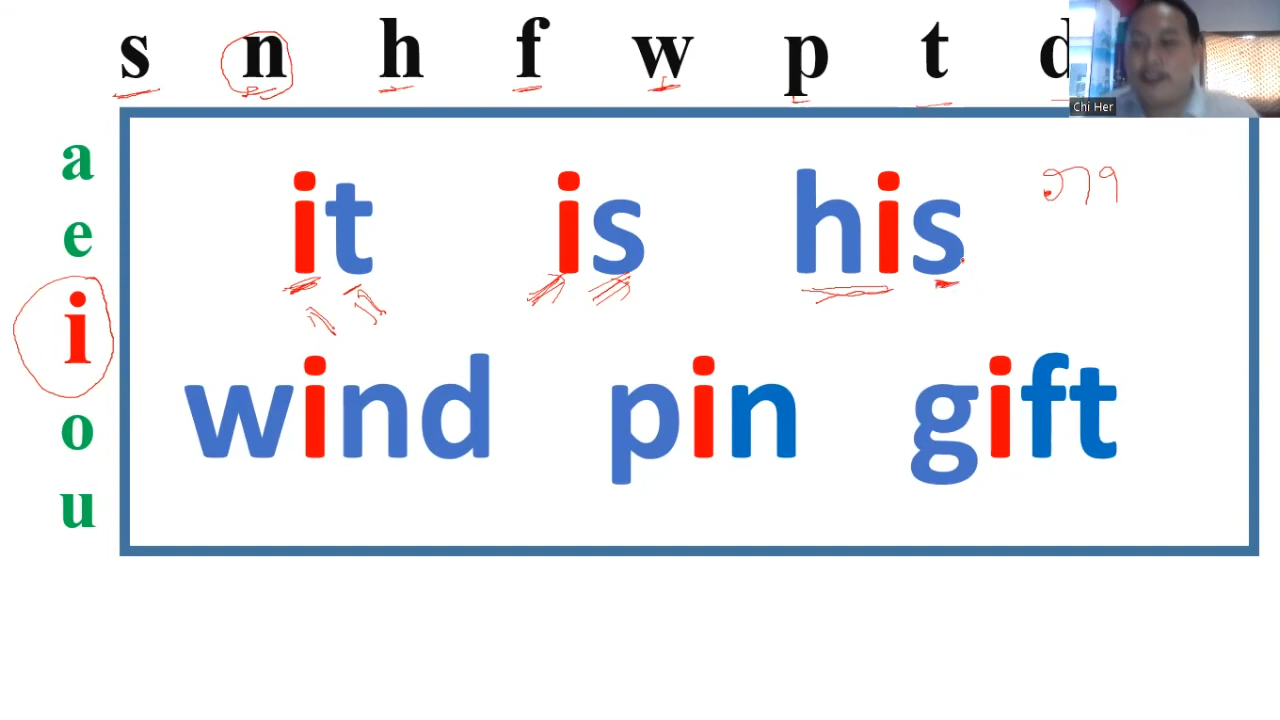 s n h f w p t d
Chi Her
a
e
i
o
u
it is his
wind pin gift